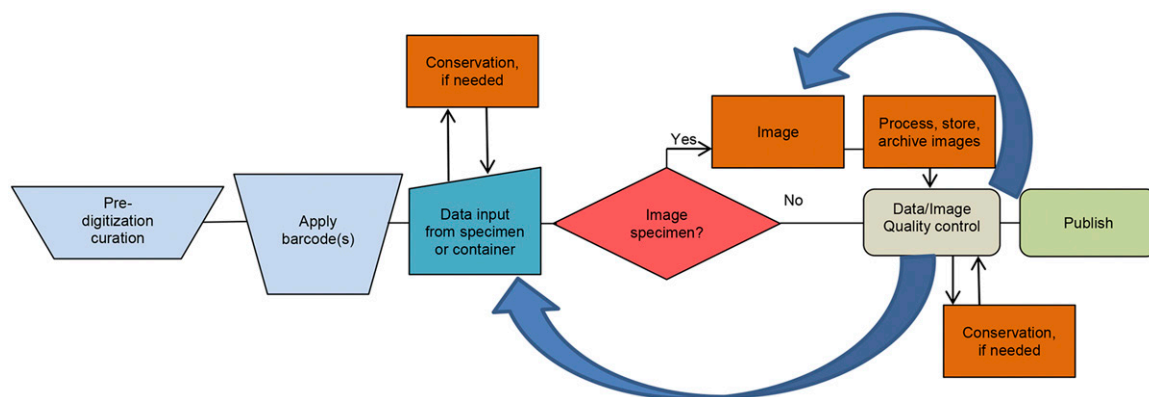 Conservation,
if needed
Yes
Image
Process, store,
archive images
Pre-
digitization
curation
Apply
barcode(s)
Data input
from specimen
or container
Image
specimen?
No
Data/Image
Quality control
Publish
Conservation,
if needed